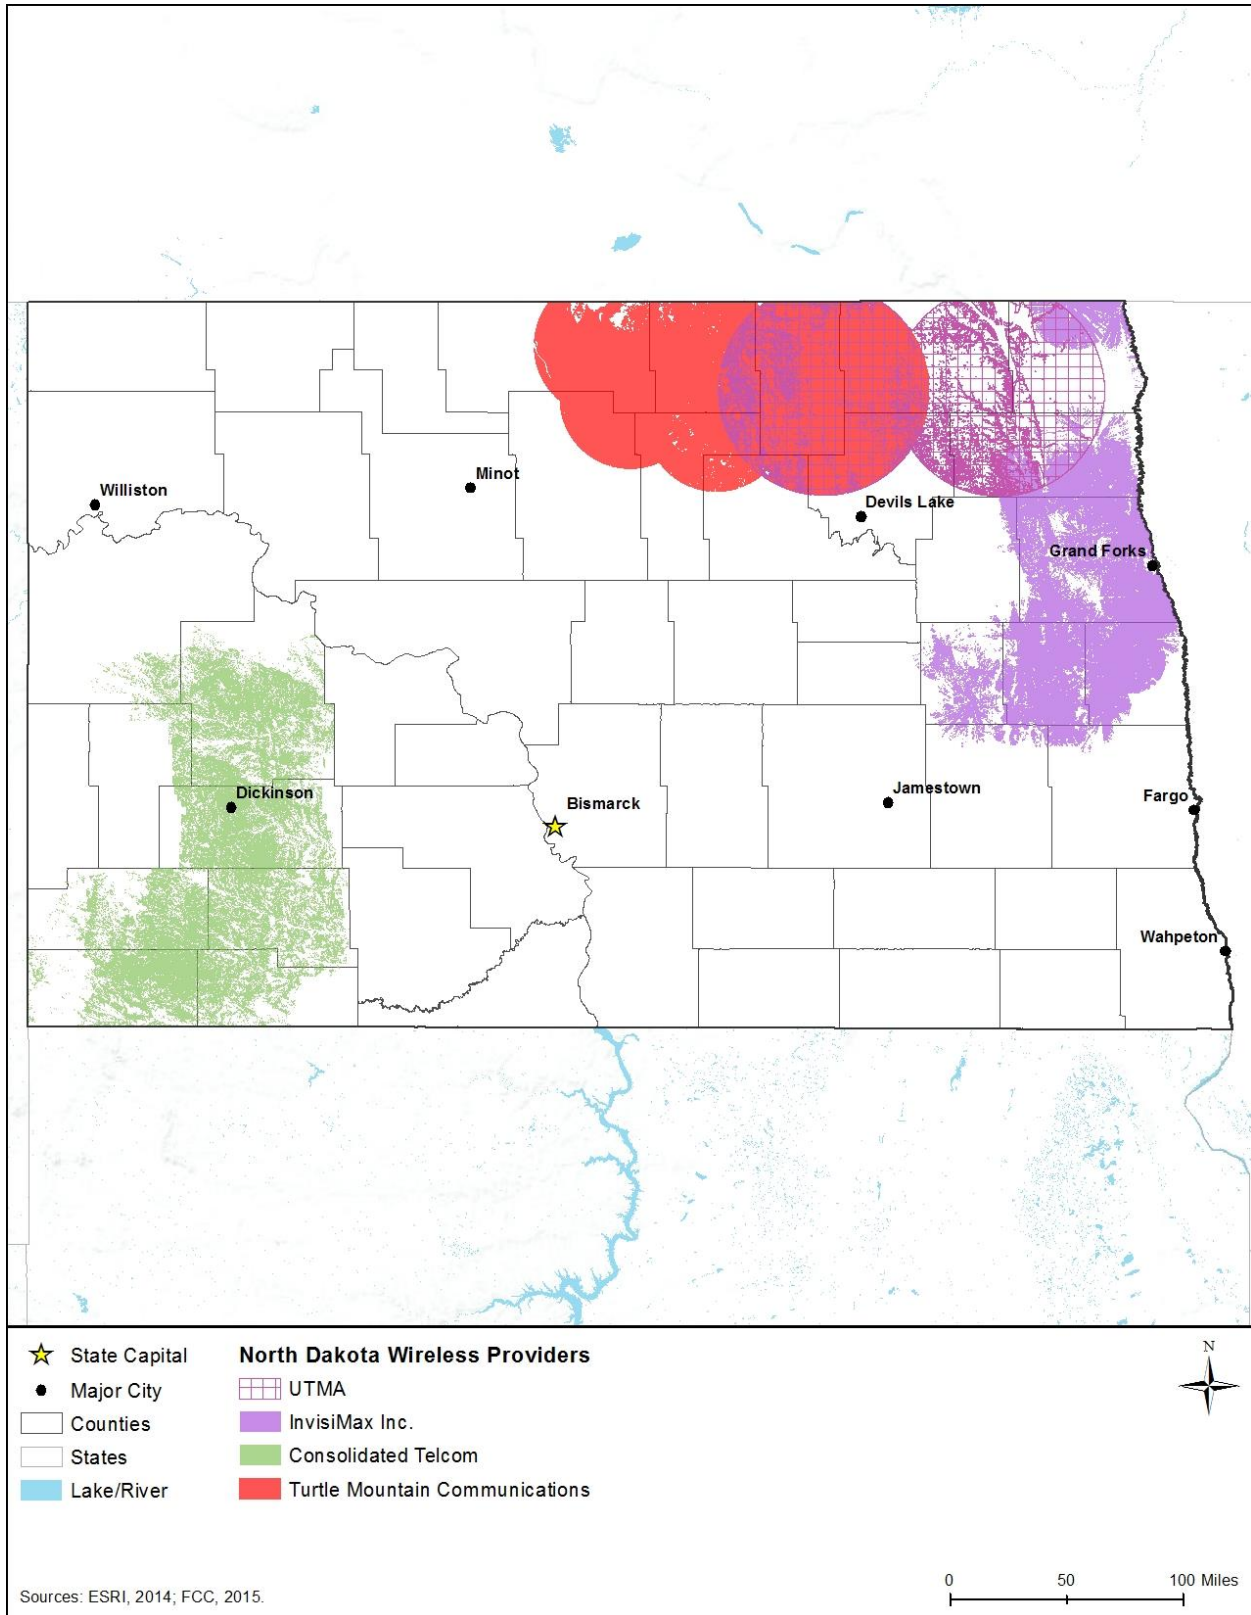 Williston
Minot
Devils Lake
Grand Forks
Dickinson
Bismarck
Jamestown
Fargo
Wahpeton
State Capital
Major City
Counties
States
Lake/River
North Dakota Wireless Providers
UTMA
InvisiMax Inc.
Consolidated Telcom
Turtle Mountain Communications
N
Sources: ESRI, 2014; FCC, 2015.
0 50 100 Miles